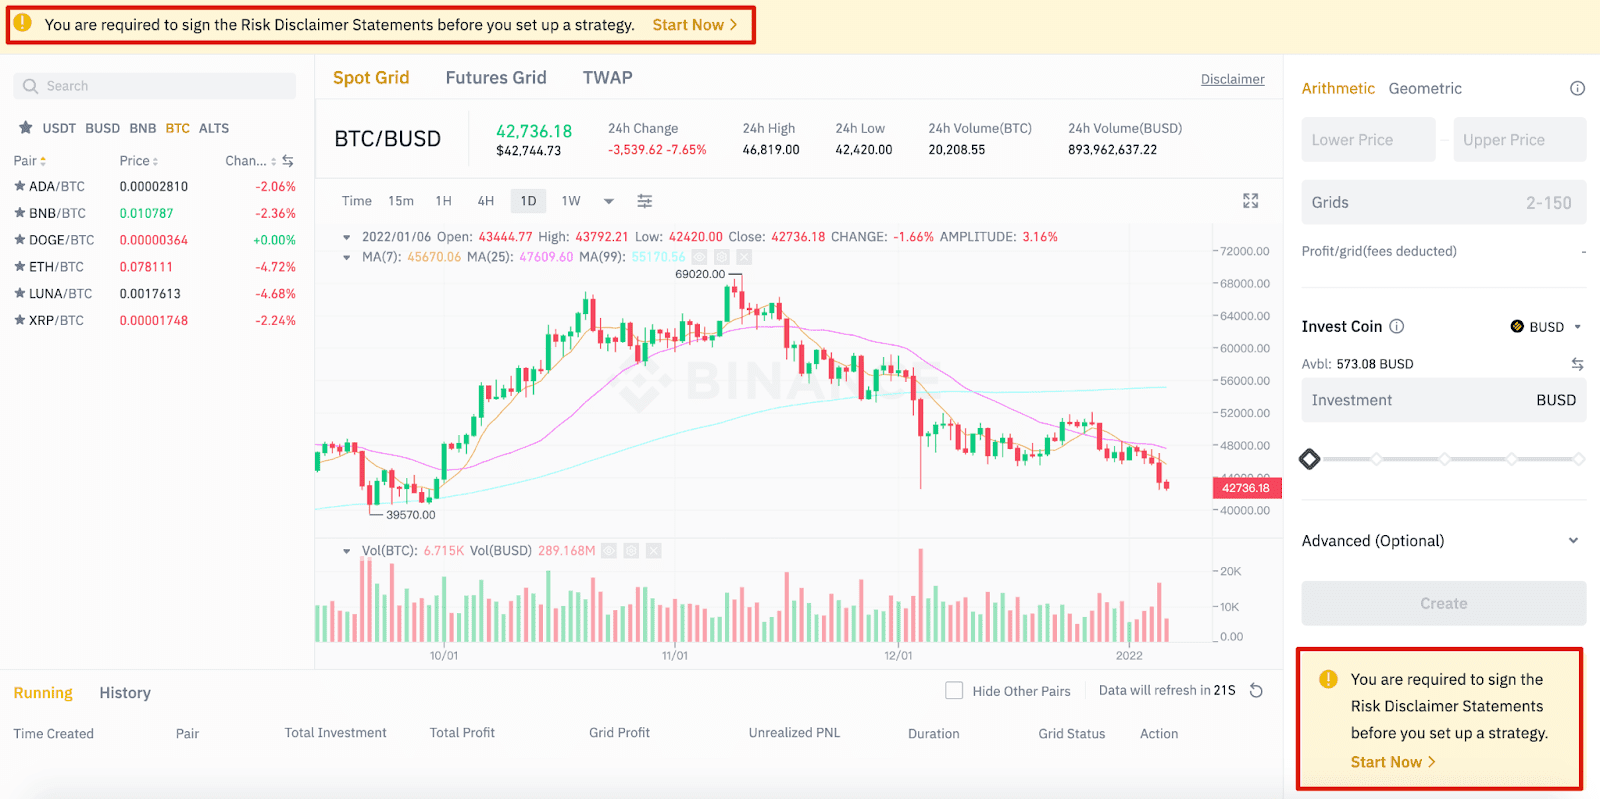 You are required to sign the Risk Disclaimer Statements before you set up a strategy. Start Now >
Search
USDT BUSD BNB BTC ALTS
Pair Price Chan...
ADA/BTC 0.00002810 -2.06%
BNB/BTC 0.010787 -2.36%
DOGE/BTC 0.00000364 +0.00%
ETH/BTC 0.078111 -4.72%
LUNA/BTC 0.0017613 -4.68%
XRP/BTC 0.00001748 -2.24%
Spot Grid Futures Grid TWAP Disclaimer
BTC/BUSD
42,736.18
$42,744.73
24h Change
-3,539.62 -7.65%
24h High
46,819.00
24h Low
42,420.00
24h Volume(BTC)
20,208.55
24h Volume(BUSD)
893,962,637.22
Time 15m 1H 4H 1D 1W
2022/01/06 Open: 43444.77 High: 43792.21 Low: 42420.00 Close: 42736.18 CHANGE: -1.66% AMPLITUDE: 3.16%
MA(7): 45670.06 MA(25): 47609.60 MA(99): 55170.56
69020.00
39570.00
BINANCE
72000.00
68000.00
64000.00
60000.00
56000.00
52000.00
48000.00
44000.00
42736.18
40000.00
Vol(BTC): 6.715K Vol(BUSD) 289.168M
20K
10K
0.00
10/01 11/01 12/01 2022
Arithmetic Geometric
Lower Price Upper Price
Grids 2-150
Profit/grid(fees deducted) -
Invest Coin BUSD
Avbl: 573.08 BUSD
Investment BUSD
Advanced (Optional)
Create
You are required to sign the
Risk Disclaimer Statements
before you set up a strategy.
Start Now >
Running History
Hide Other Pairs Data will refresh in 21S
Time Created Pair Total Investment Total Profit Grid Profit Unrealized PNL Duration Grid Status Action